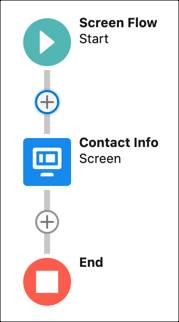 Screen Flow
Start
Contact Info
Screen
End